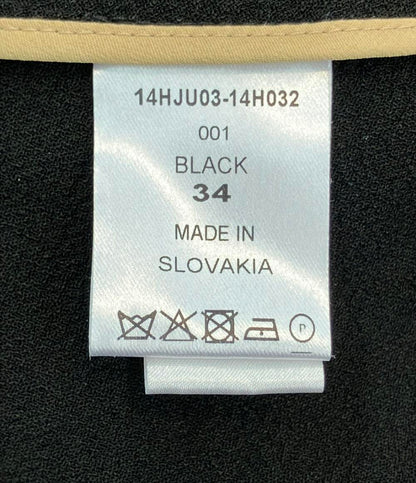 14HJU03-14H032
001
BLACK
34
MADE IN
SLOVAKIA
P